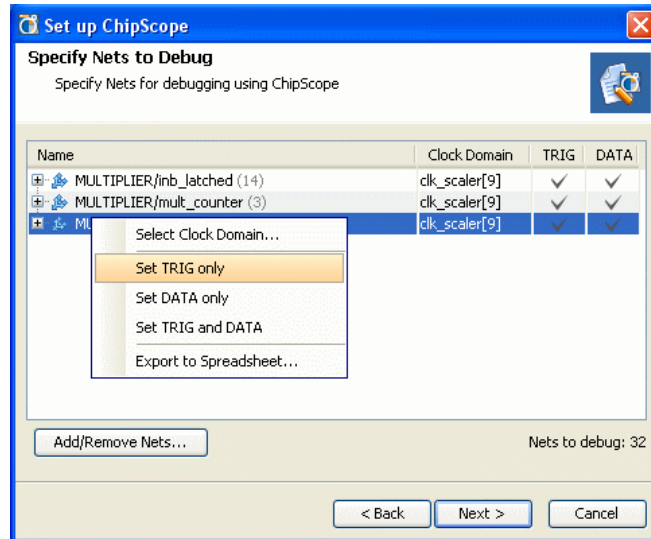 Set up ChipScope
Specify Nets to Debug
Specify Nets for debugging using ChipScope
Name Clock Domain TRIG DATA
MULTIPLIER/inb_latched (14) clk_scaler[9]
MULTIPLIER/mult_counter (3) clk_scaler[9]
clk_scaler[9]
Select Clock Domain...
Set TRIG only
Set DATA only
Set TRIG and DATA
Export to Spreadsheet...
Add/Remove Nets... Nets to debug: 32
< Back Next > Cancel